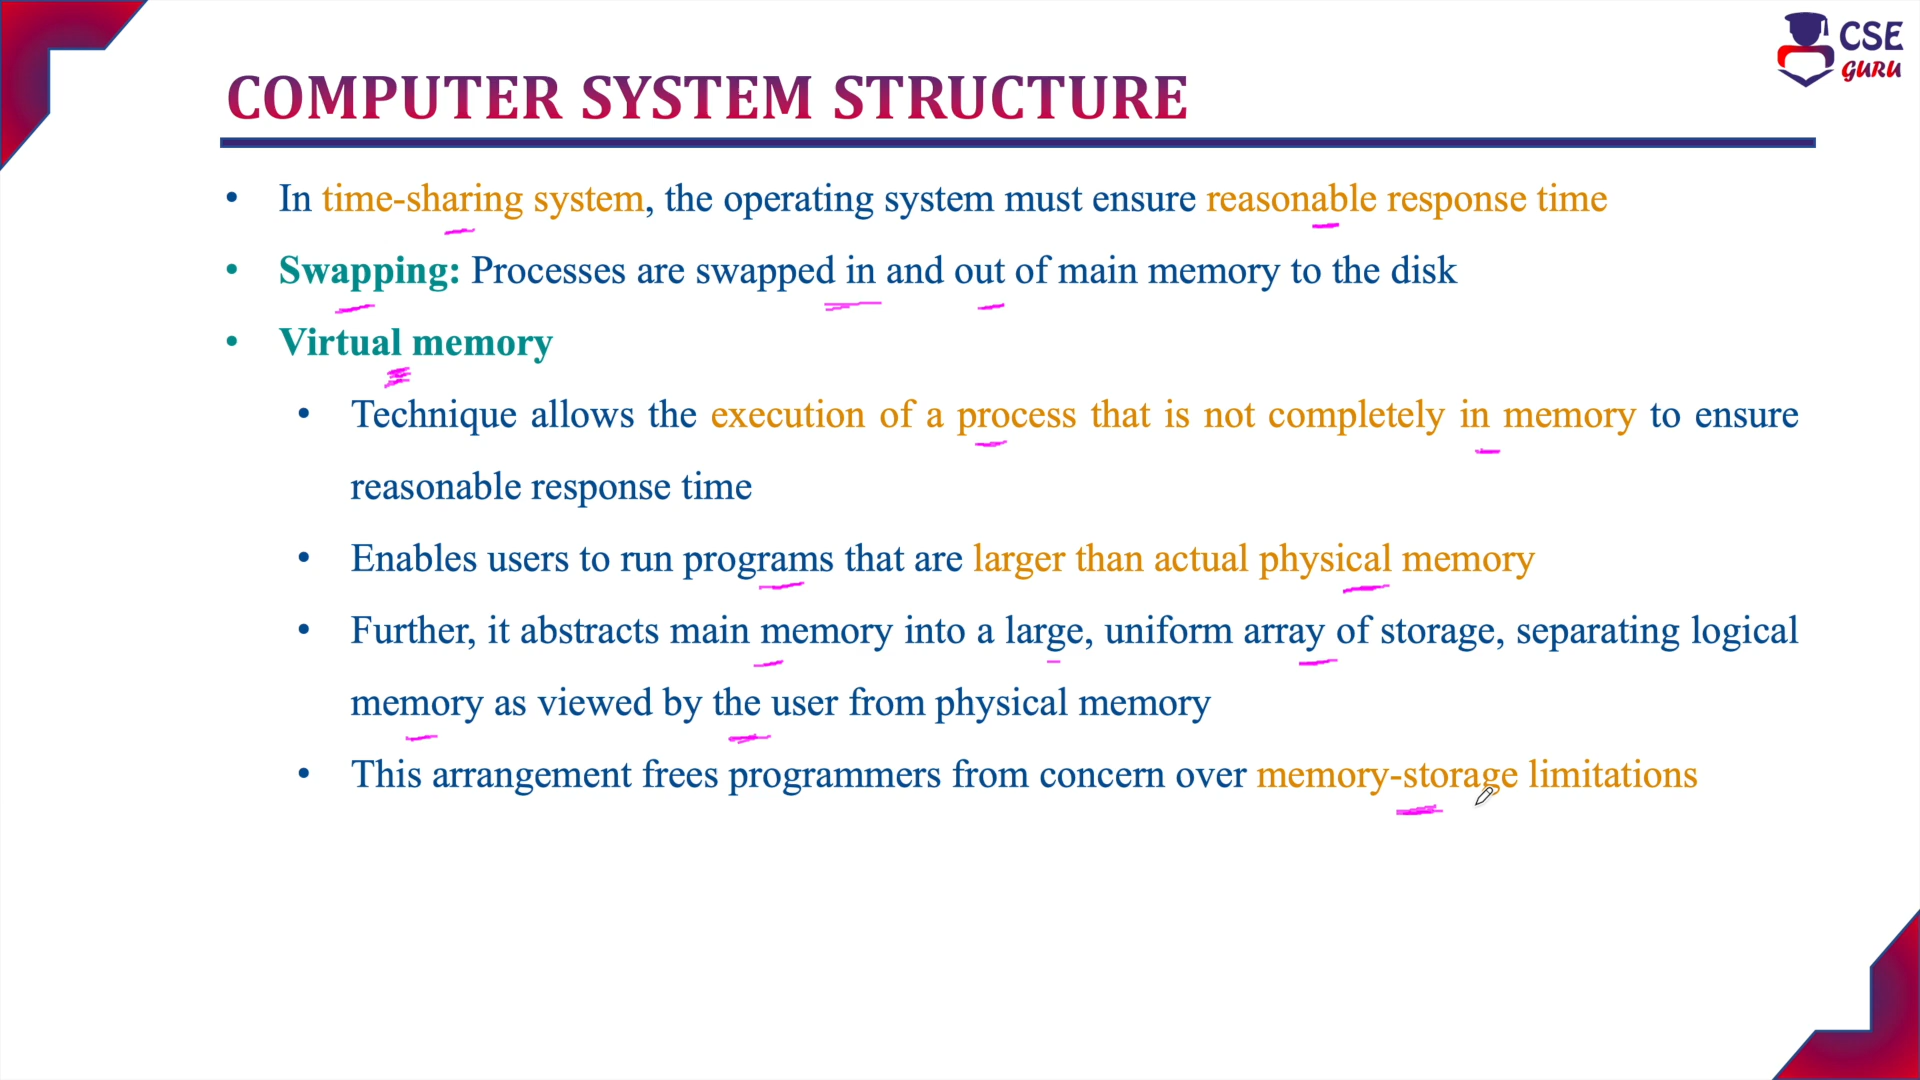 CSE
GURU
COMPUTER SYSTEM STRUCTURE
• In time-sharing system, the operating system must ensure reasonable response time
• Swapping: Processes are swapped in and out of main memory to the disk
• Virtual memory
• Technique allows the execution of a process that is not completely in memory to ensure
reasonable response time
• Enables users to run programs that are larger than actual physical memory
• Further, it abstracts main memory into a large, uniform array of storage, separating logical
memory as viewed by the user from physical memory
• This arrangement frees programmers from concern over memory-storage limitations